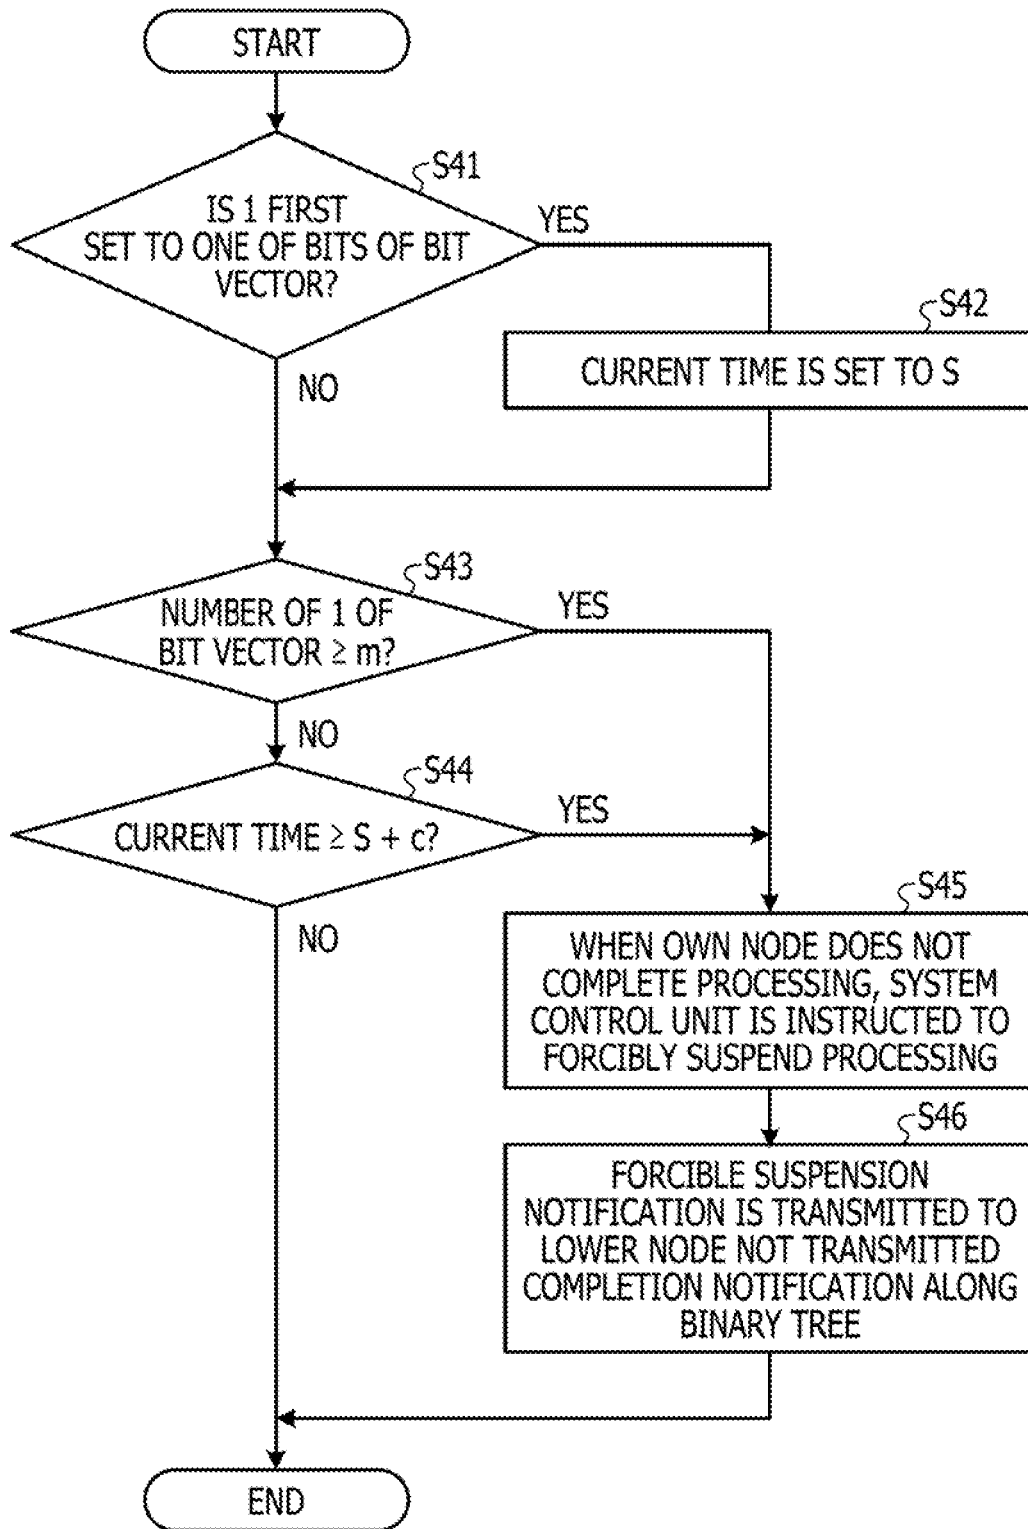 START
S41
IS 1 FIRST
SET TO ONE OF BITS OF BIT
VECTOR?
YES
NO
S42
CURRENT TIME IS SET TO S
S43
NUMBER OF 1 OF
BIT VECTOR ≥ m?
YES
NO
S44
CURRENT TIME ≥ S + c?
YES
NO
S45
WHEN OWN NODE DOES NOT
COMPLETE PROCESSING, SYSTEM
CONTROL UNIT IS INSTRUCTED TO
FORCIBLY SUSPEND PROCESSING
S46
FORCIBLE SUSPENSION
NOTIFICATION IS TRANSMITTED TO
LOWER NODE NOT TRANSMITTED
COMPLETION NOTIFICATION ALONG
BINARY TREE
END